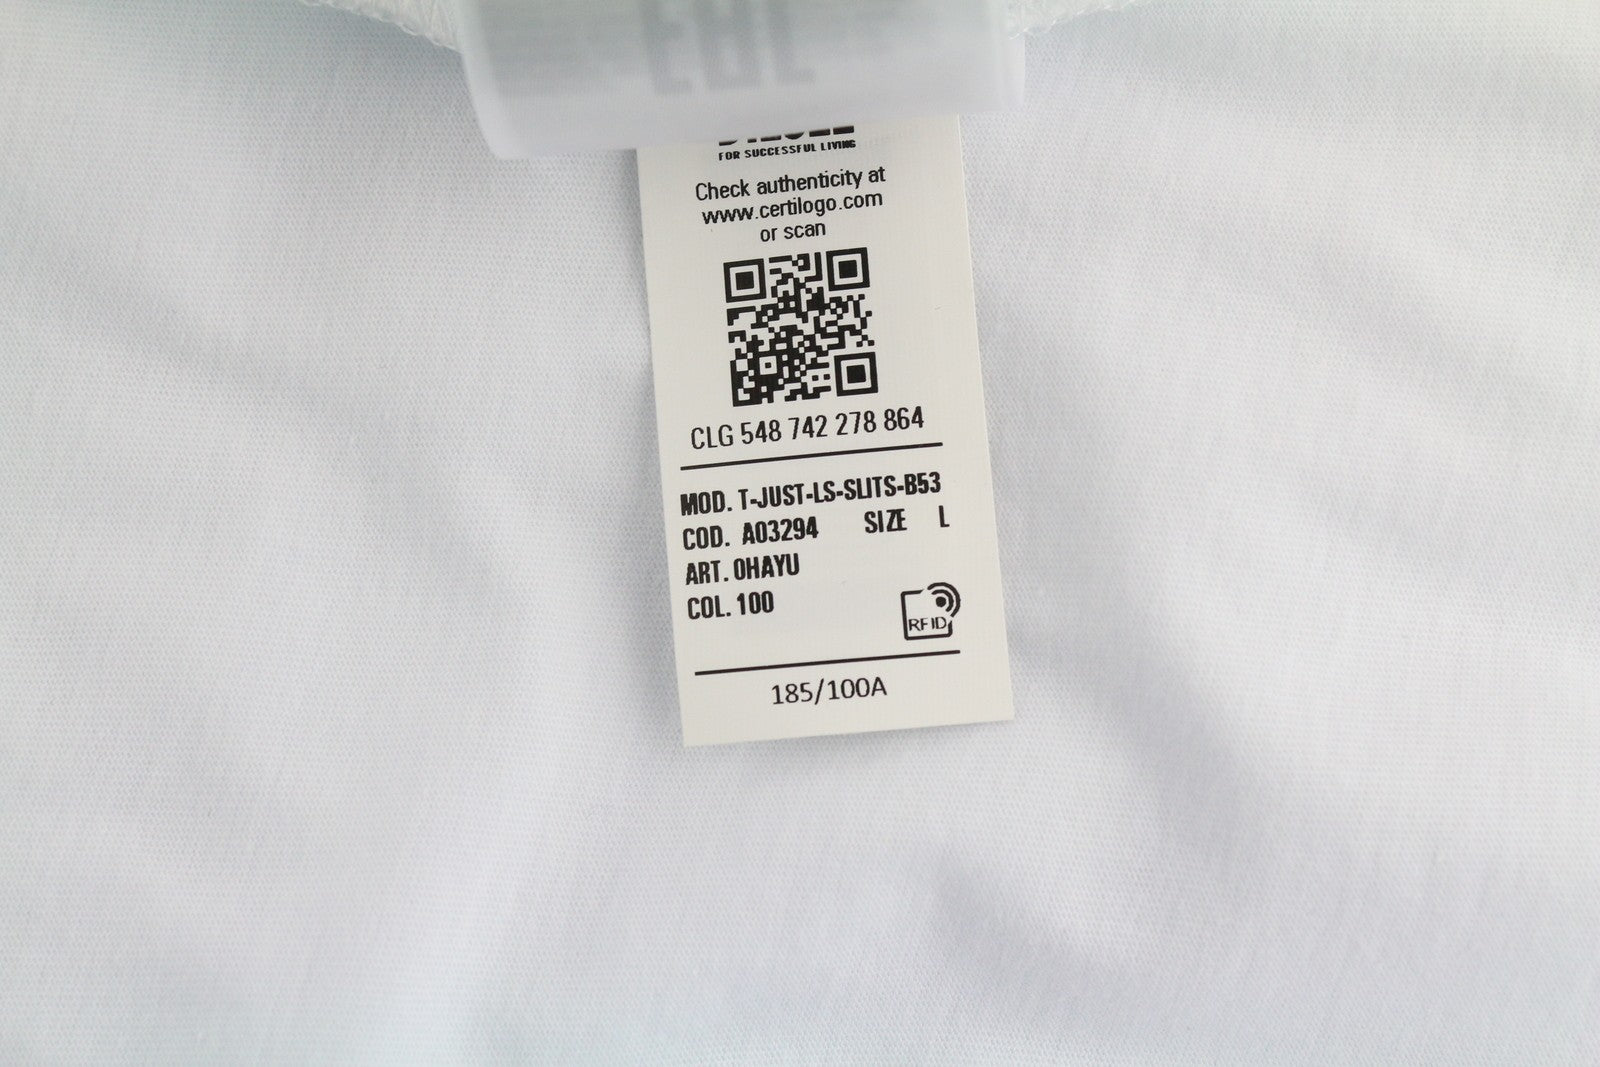 FOR SUCCESSFUL LIVING
Check authenticity at
www.certilogo.com
or scan
CLG 548 742 278 864
MOD. T-JUST-LS-SLITS-B53
COD. A03294 SIZE L
ART. OHAYU
COL. 100
RFID
185/100A